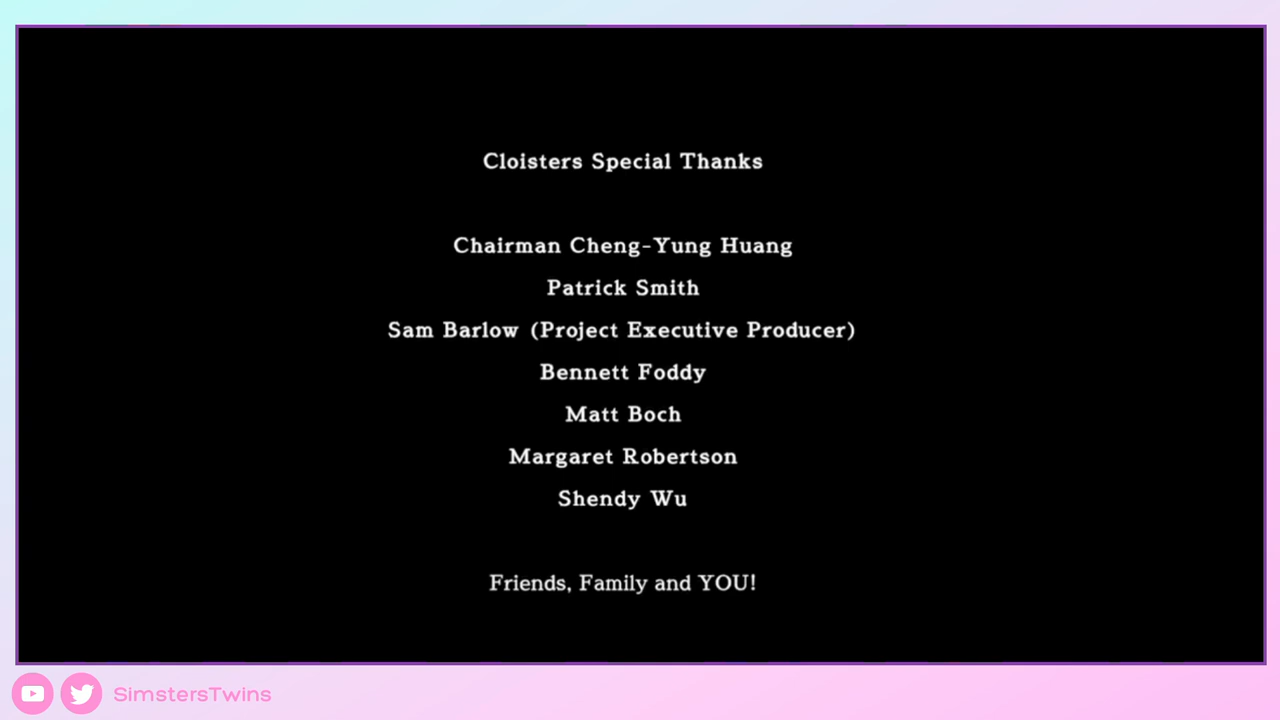 Cloisters Special Thanks
Chairman Cheng-Yung Huang
Patrick Smith
Sam Barlow (Project Executive Producer)
Bennett Foddy
Matt Boch
Margaret Robertson
Shendy Wu
Friends, Family and YOU!
SimstersTwins